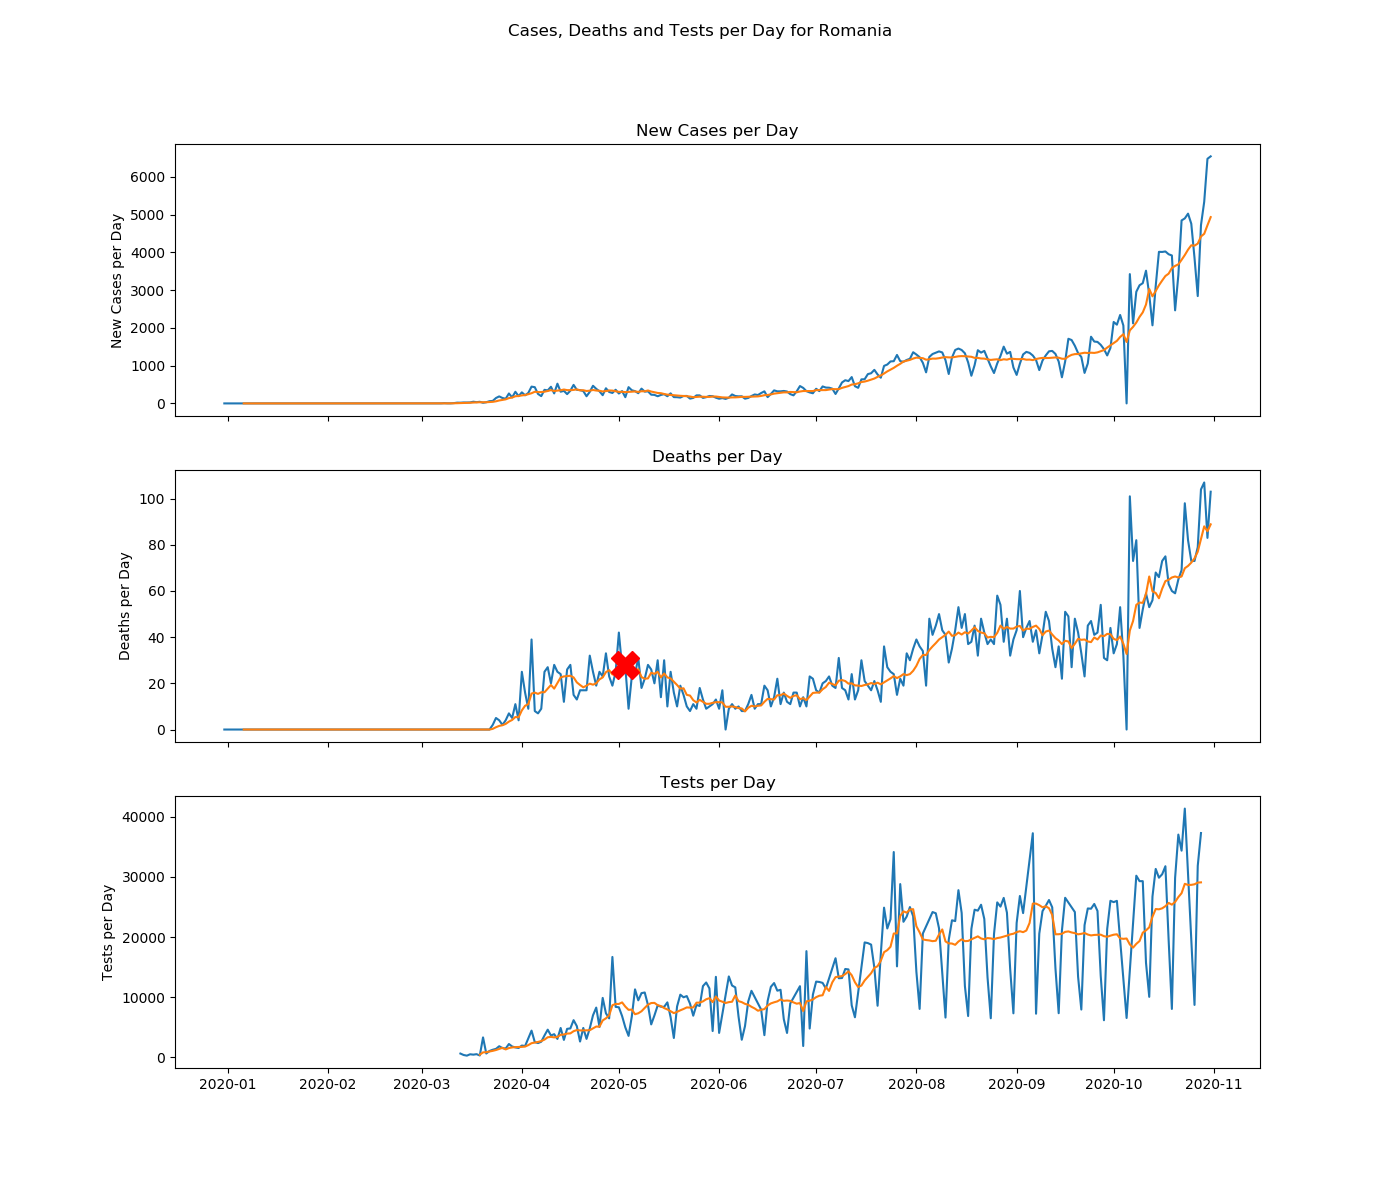 Cases, Deaths and Tests per Day for Romania
New Cases per Day
New Cases per Day
6000
5000
4000
3000
2000
1000
0
Deaths per Day
Deaths per Day
100
80
60
40
20
0
Tests per Day
Tests per Day
40000
30000
20000
10000
0
2020-01 2020-02 2020-03 2020-04 2020-05 2020-06 2020-07 2020-08 2020-09 2020-10 2020-11